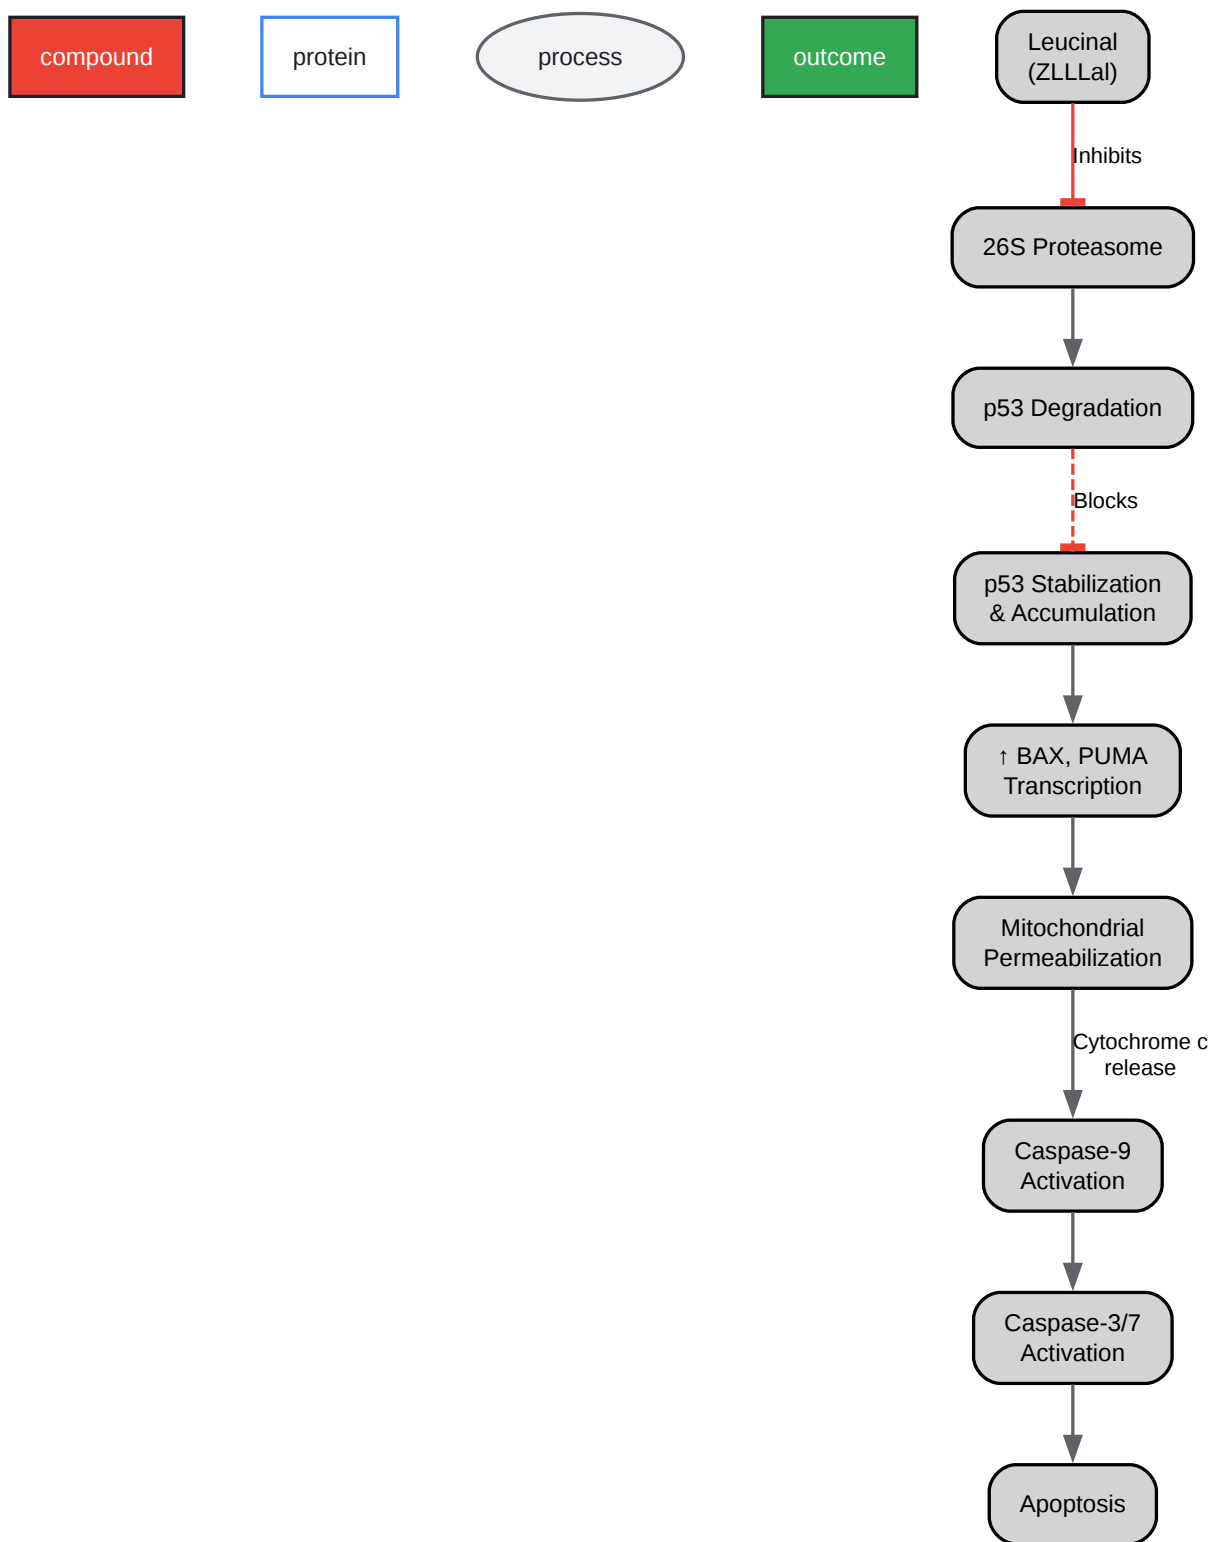 compound
protein
process
outcome
Leucinal
(ZLLLal)
Inhibits
26S Proteasome
p53 Degradation
Blocks
p53 Stabilization
& Accumulation
↑ BAX, PUMA
Transcription
Mitochondrial
Permeabilization
Cytochrome c
release
Caspase-9
Activation
Caspase-3/7
Activation
Apoptosis